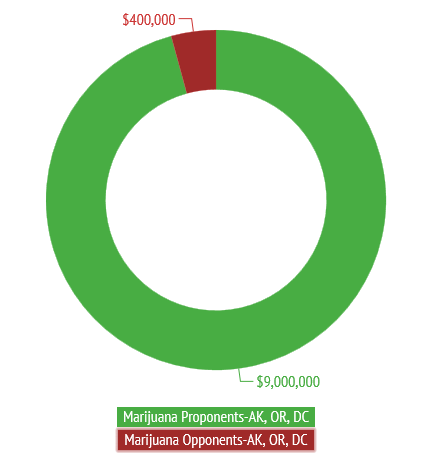 $400,000
$9,000,000
Marijuana Proponents-AK, OR, DC
Marijuana Opponents-AK, OR, DC